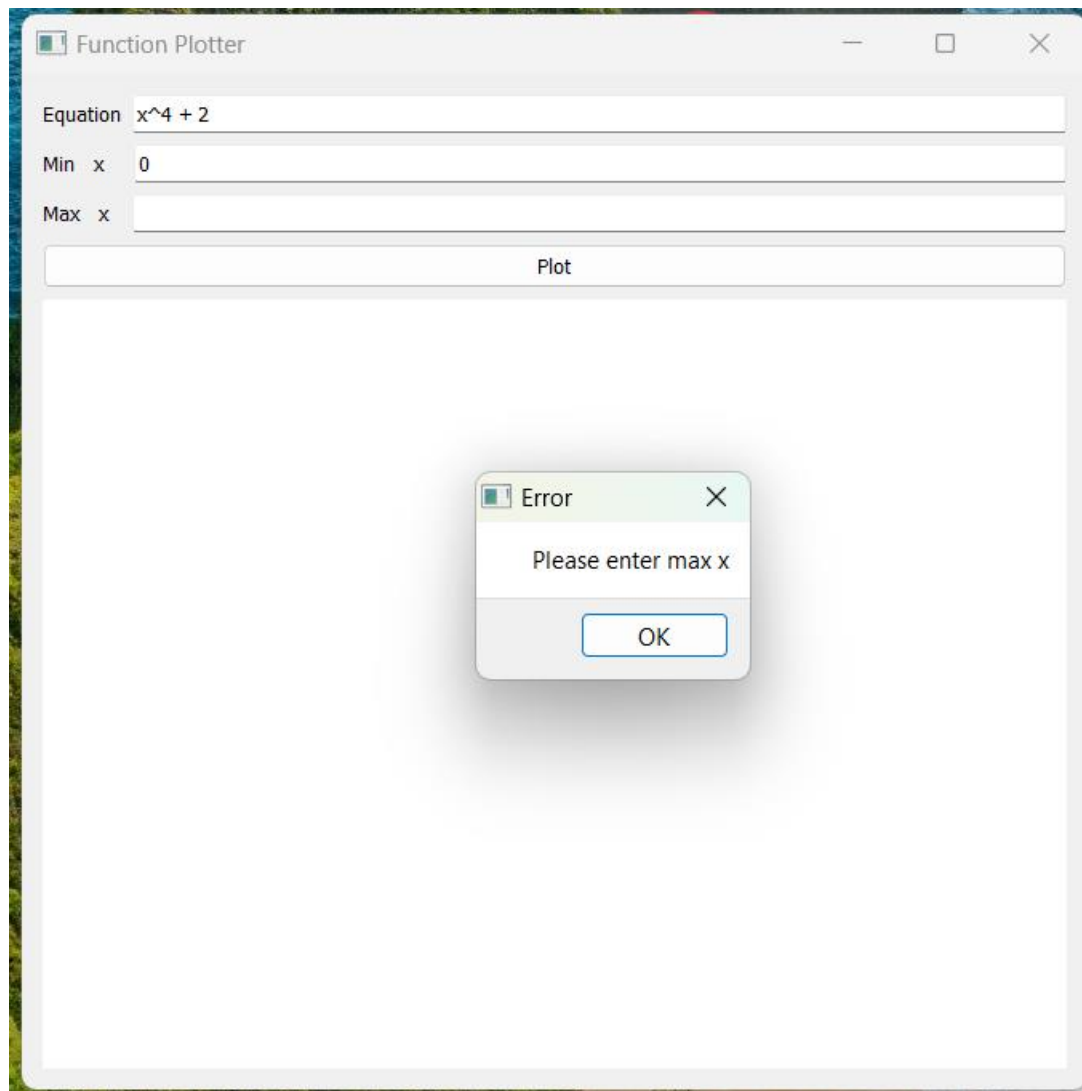 Function Plotter
Equation x^4 + 2
Min x 0
Max x
Plot
Error
Please enter max x
OK